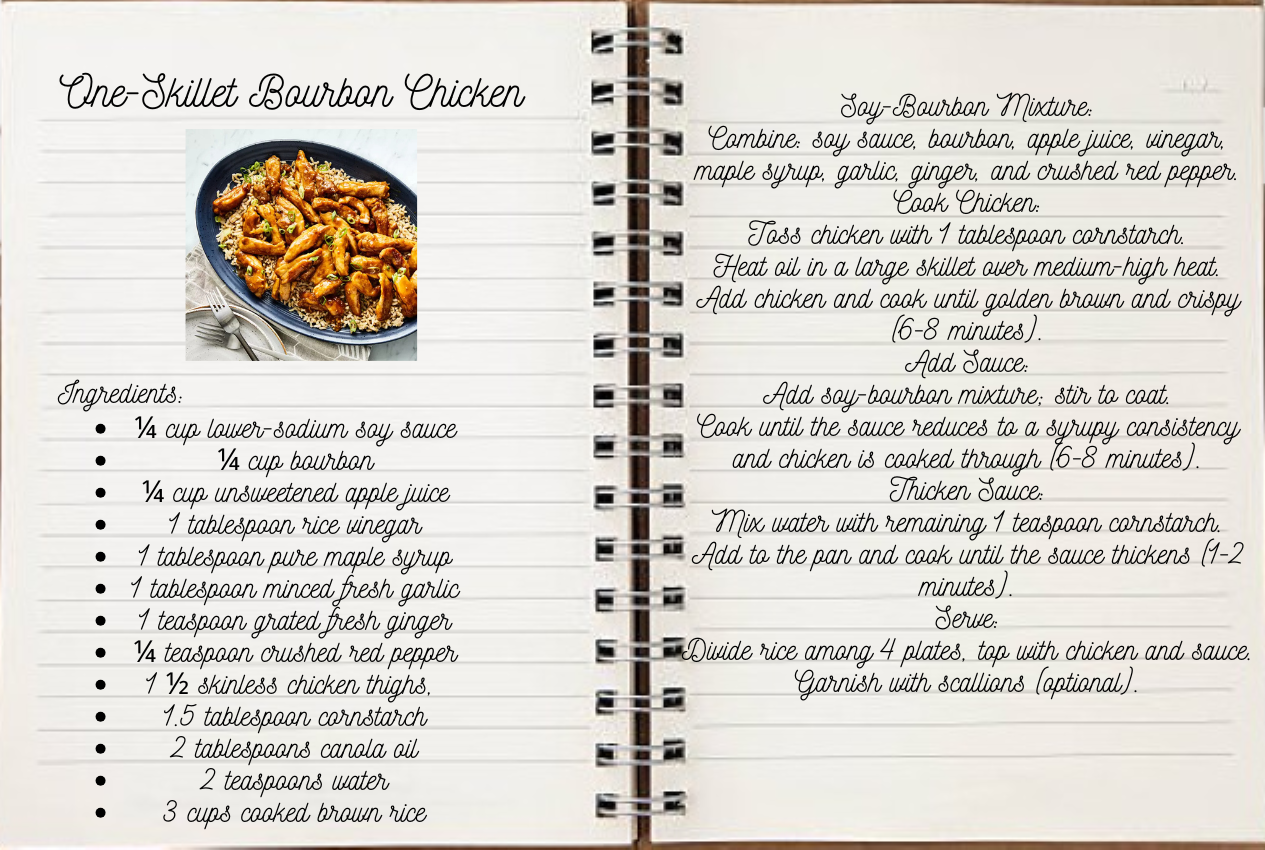 One-Skillet Bourbon Chicken
Ingredients:
• ¼ cup lower-sodium soy sauce
• ¼ cup bourbon
• ¼ cup unsweetened apple juice
• 1 tablespoon rice vinegar
• 1 tablespoon pure maple syrup
• 1 tablespoon minced fresh garlic
• 1 teaspoon grated fresh ginger
• ¼ teaspoon crushed red pepper
• 1 ½ skinless chicken thighs,
• 1.5 tablespoon cornstarch
• 2 tablespoons canola oil
• 2 teaspoons water
• 3 cups cooked brown rice
Soy-Bourbon Mixture:
Combine: soy sauce, bourbon, apple juice, vinegar,
maple syrup, garlic, ginger, and crushed red pepper.
Cook Chicken:
Toss chicken with 1 tablespoon cornstarch.
Heat oil in a large skillet over medium-high heat.
Add chicken and cook until golden brown and crispy
(6-8 minutes).
Add Sauce:
Add soy-bourbon mixture; stir to coat.
Cook until the sauce reduces to a syrupy consistency
and chicken is cooked through (6-8 minutes).
Thicken Sauce:
Mix water with remaining 1 teaspoon cornstarch.
Add to the pan and cook until the sauce thickens (1-2
minutes).
Serve:
Divide rice among 4 plates, top with chicken and sauce.
Garnish with scallions (optional).